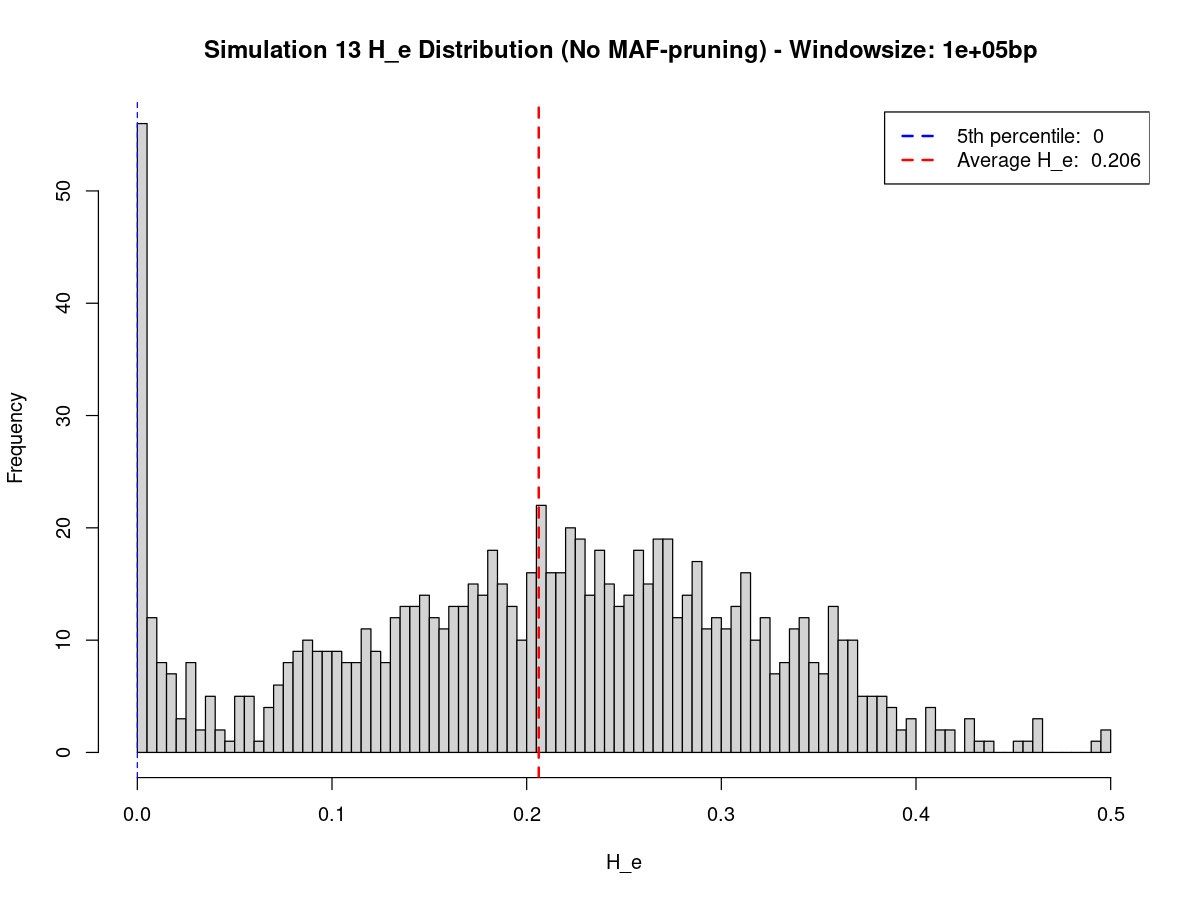 Simulation 13 H_e Distribution (No MAF-pruning) - Windowsize: 1e+05bp
5th percentile:  0
Average H_e:  0.206
Frequency
50
40
30
20
10
0
0.0 0.1 0.2 0.3 0.4 0.5
H_e